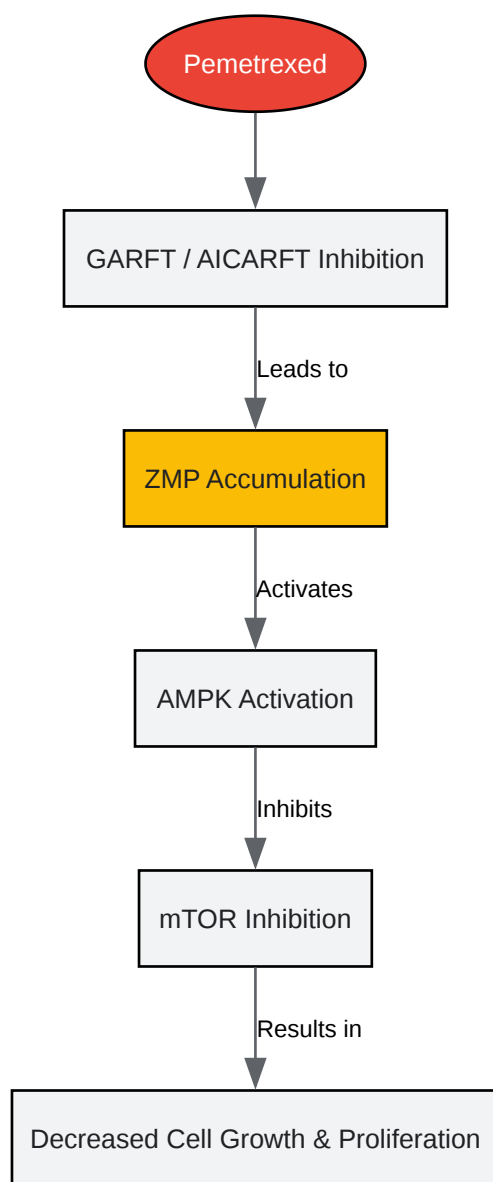 Pemetrexed
GARFT / AICARFT Inhibition
Leads to
ZMP Accumulation
Activates
AMPK Activation
Inhibits
mTOR Inhibition
Results in
Decreased Cell Growth & Proliferation